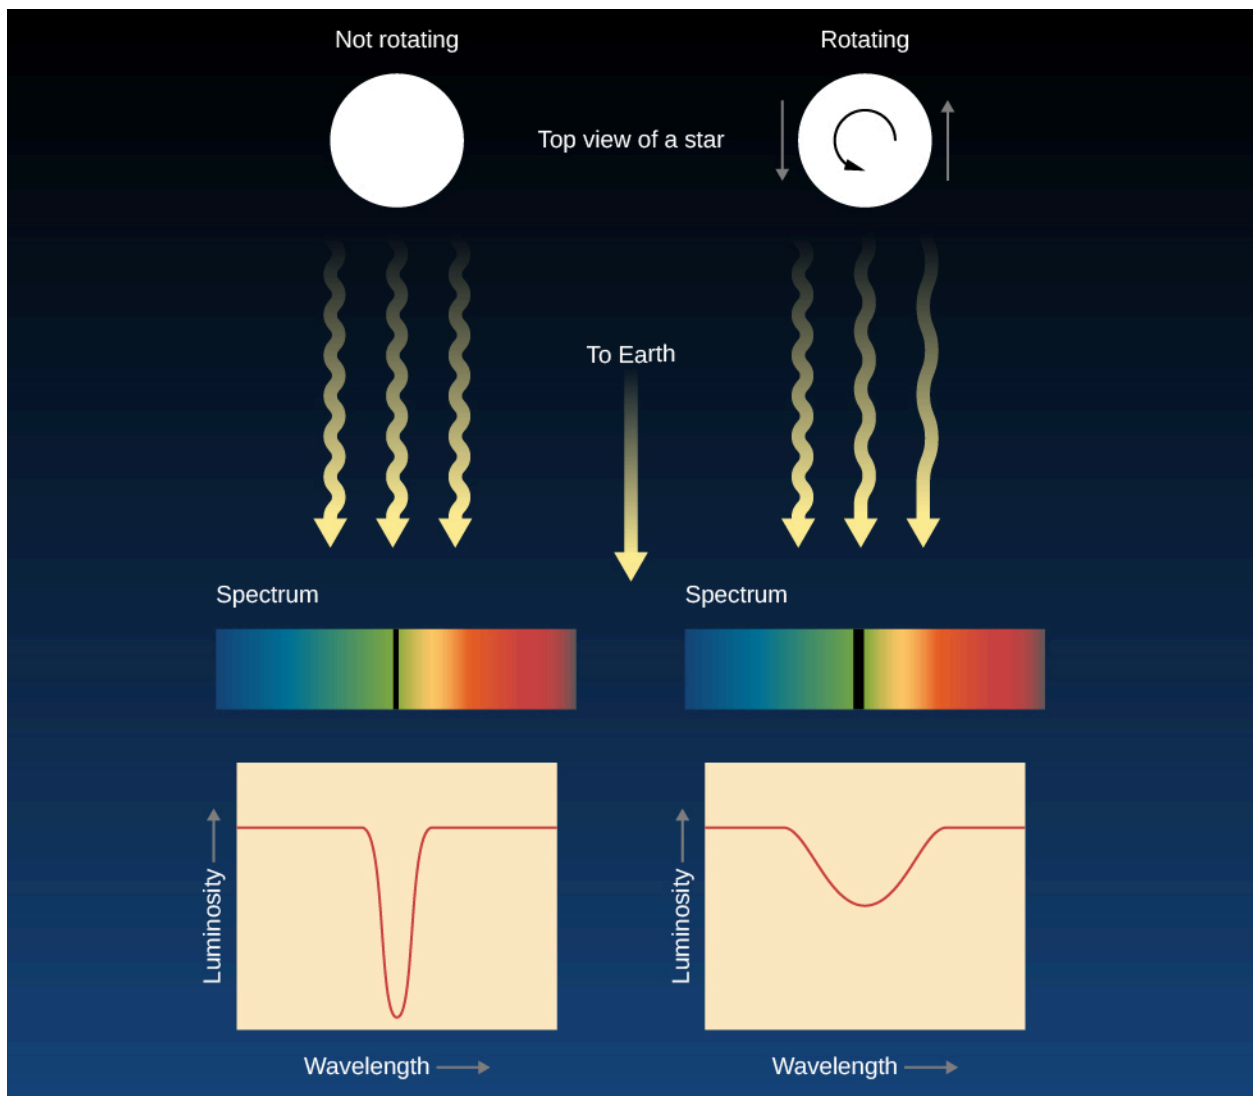 Not rotating
Rotating
Top view of a star
To Earth
Spectrum
Spectrum
Luminosity
Luminosity
Wavelength
Wavelength